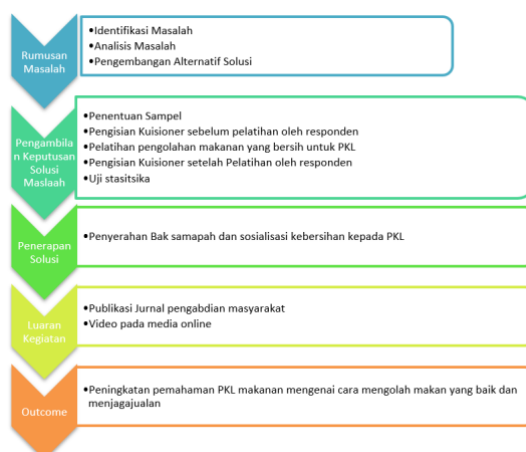 Rumusan
Masalah
•Identifikasi Masalah
•Analisis Masalah
•Pengembangan Alternatif Solusi
Pengambila
n Keputusan
Solusi
Maslaah
•Penentuan Sampel
•Pengisian Kuisioner sebelum pelatihan oleh responden
•Pelatihan pengolahan makanan yang bersih untuk PKL
•Pengisian Kuisioner setelah Pelatihan oleh responden
•Uji stasitsika
Penerapan
Solusi
•Penyerahan Bak samapah dan sosialisasi kebersihan kepada PKL
Luaran
Kegiatan
•Publikasi Jurnal pengabdian masyarakat
•Video pada media online
Outcome
•Peningkatan pemahaman PKL makanan mengenai cara mengolah makan yang baik dan
menjagajualan